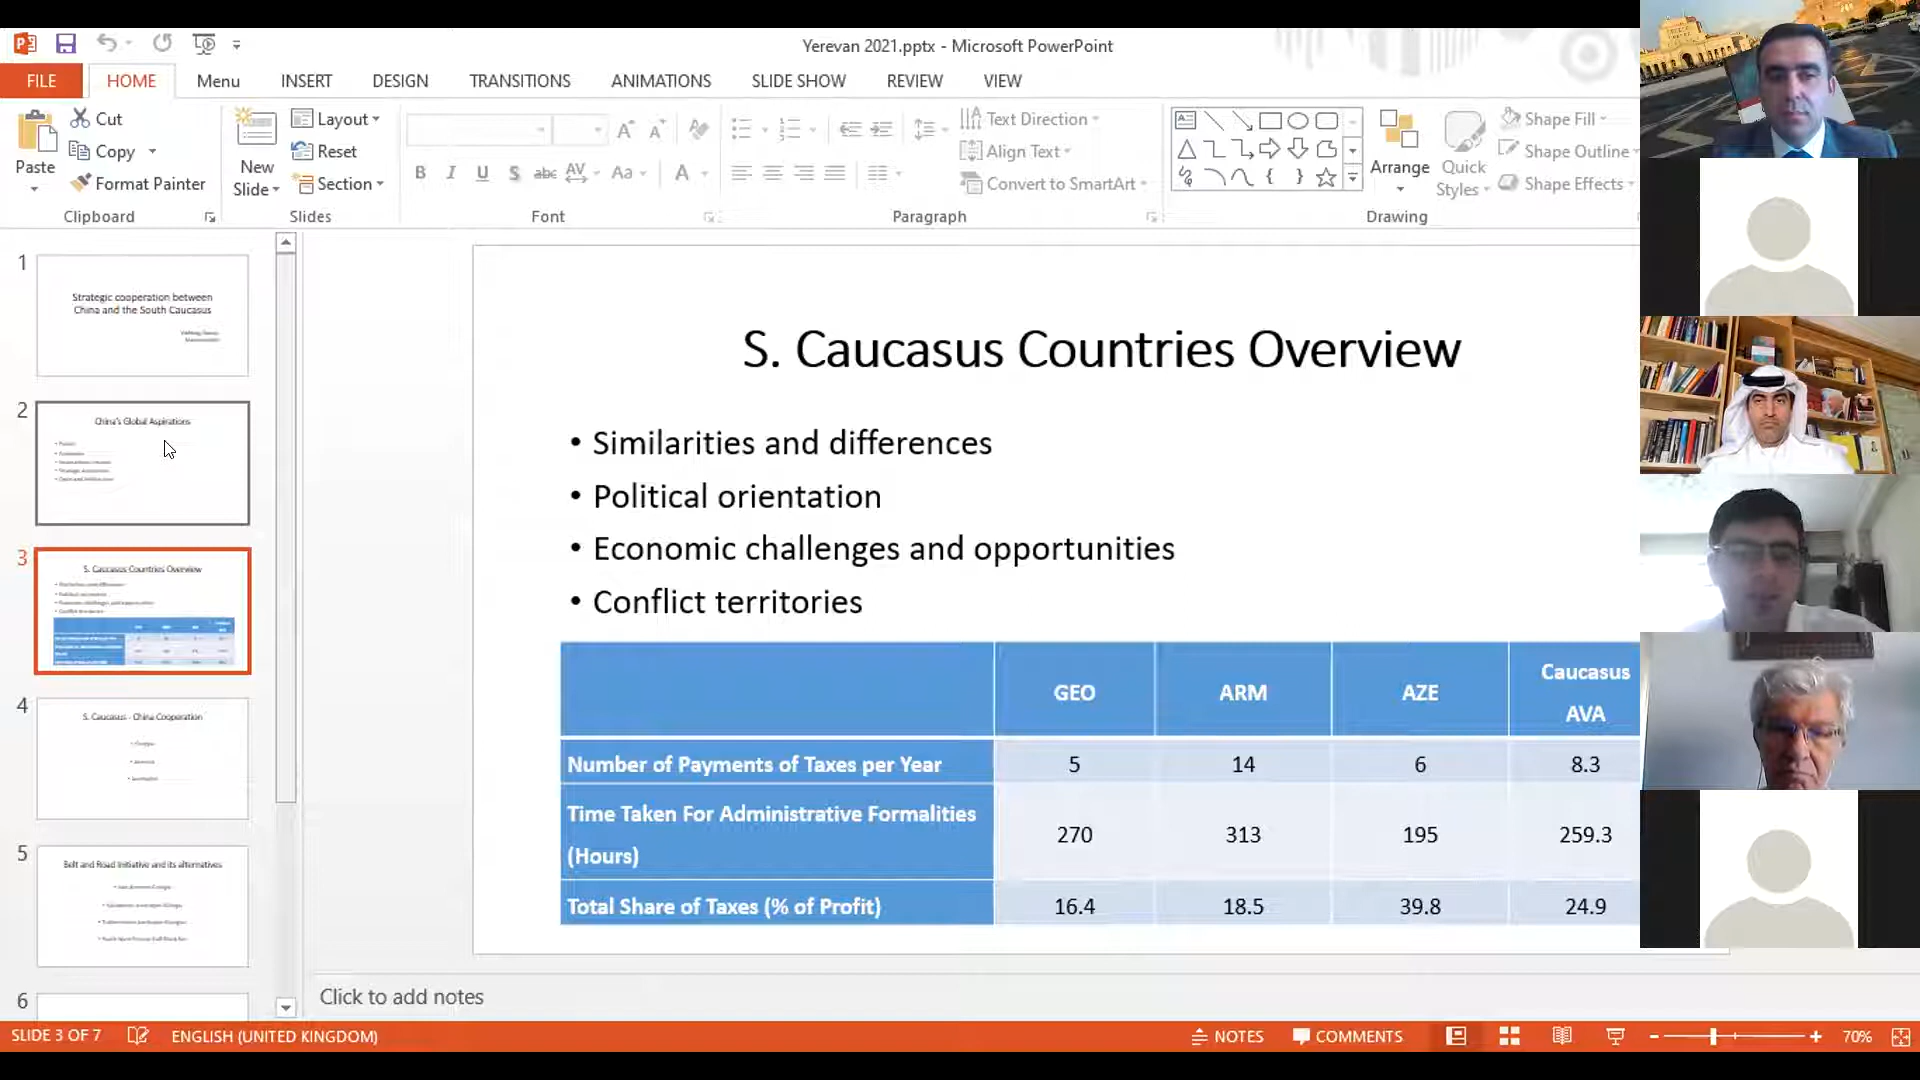 Yerevan 2021.pptx - Microsoft PowerPoint
FILE HOME Menu INSERT DESIGN TRANSITIONS ANIMATIONS SLIDE SHOW REVIEW VIEW
Paste
Cut
Copy
Format Painter
Clipboard
New
Slide
Layout
Reset
Section
Slides
B I U S abc AV Aa A
Font
Text Direction
Align Text
Convert to SmartArt
Paragraph
Arrange
Quick
Styles
Shape Fill
Shape Outline
Shape Effects
Drawing
1
Strategic cooperation between
China and the South Caucasus
2
China's Global Aspirations
3
S. Caucasus Countries Overview
4
S. Caucasus - China Cooperation
5
Belt and Road Initiative and its alternatives
6
S. Caucasus Countries Overview
• Similarities and differences
• Political orientation
• Economic challenges and opportunities
• Conflict territories
GEO ARM AZE Caucasus
AVA
Number of Payments of Taxes per Year 5 14 6 8.3
Time Taken For Administrative Formalities
(Hours) 270 313 195 259.3
Total Share of Taxes (% of Profit) 16.4 18.5 39.8 24.9
Click to add notes
SLIDE 3 OF 7 ENGLISH (UNITED KINGDOM) NOTES COMMENTS 70%